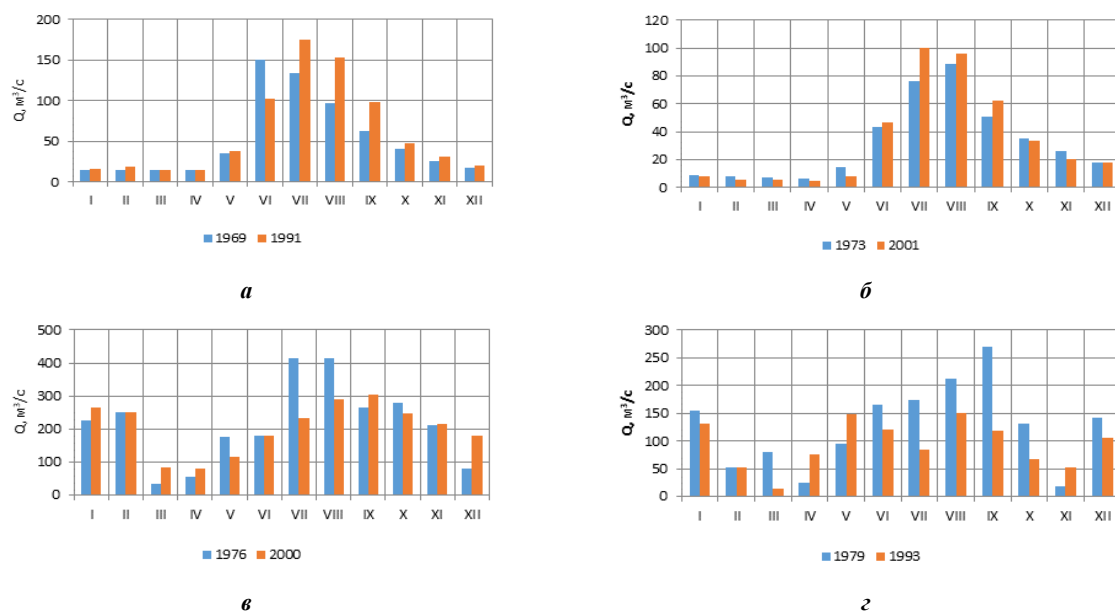 200
150
100
50
0
Q, м³/с
I II III IV V VI VII VIII IX X XI XII
1969 1991
а
120
100
80
60
40
20
0
Q, м³/с
I II III IV V VI VII VIII IX X XI XII
1973 2001
б
500
400
300
200
100
0
Q, м³/с
I II III IV V VI VII VIII IX X XI XII
1976 2000
в
300
250
200
150
100
50
0
Q, м³/с
I II III IV V VI VII VIII IX X XI XII
1979 1993
г